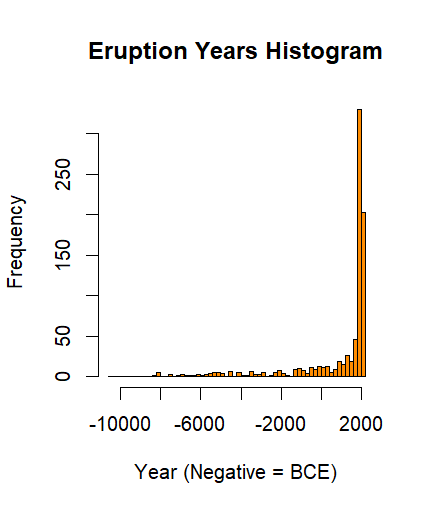 Eruption Years Histogram
Frequency
250
150
50
0
-10000 -6000 -2000 2000
Year (Negative = BCE)